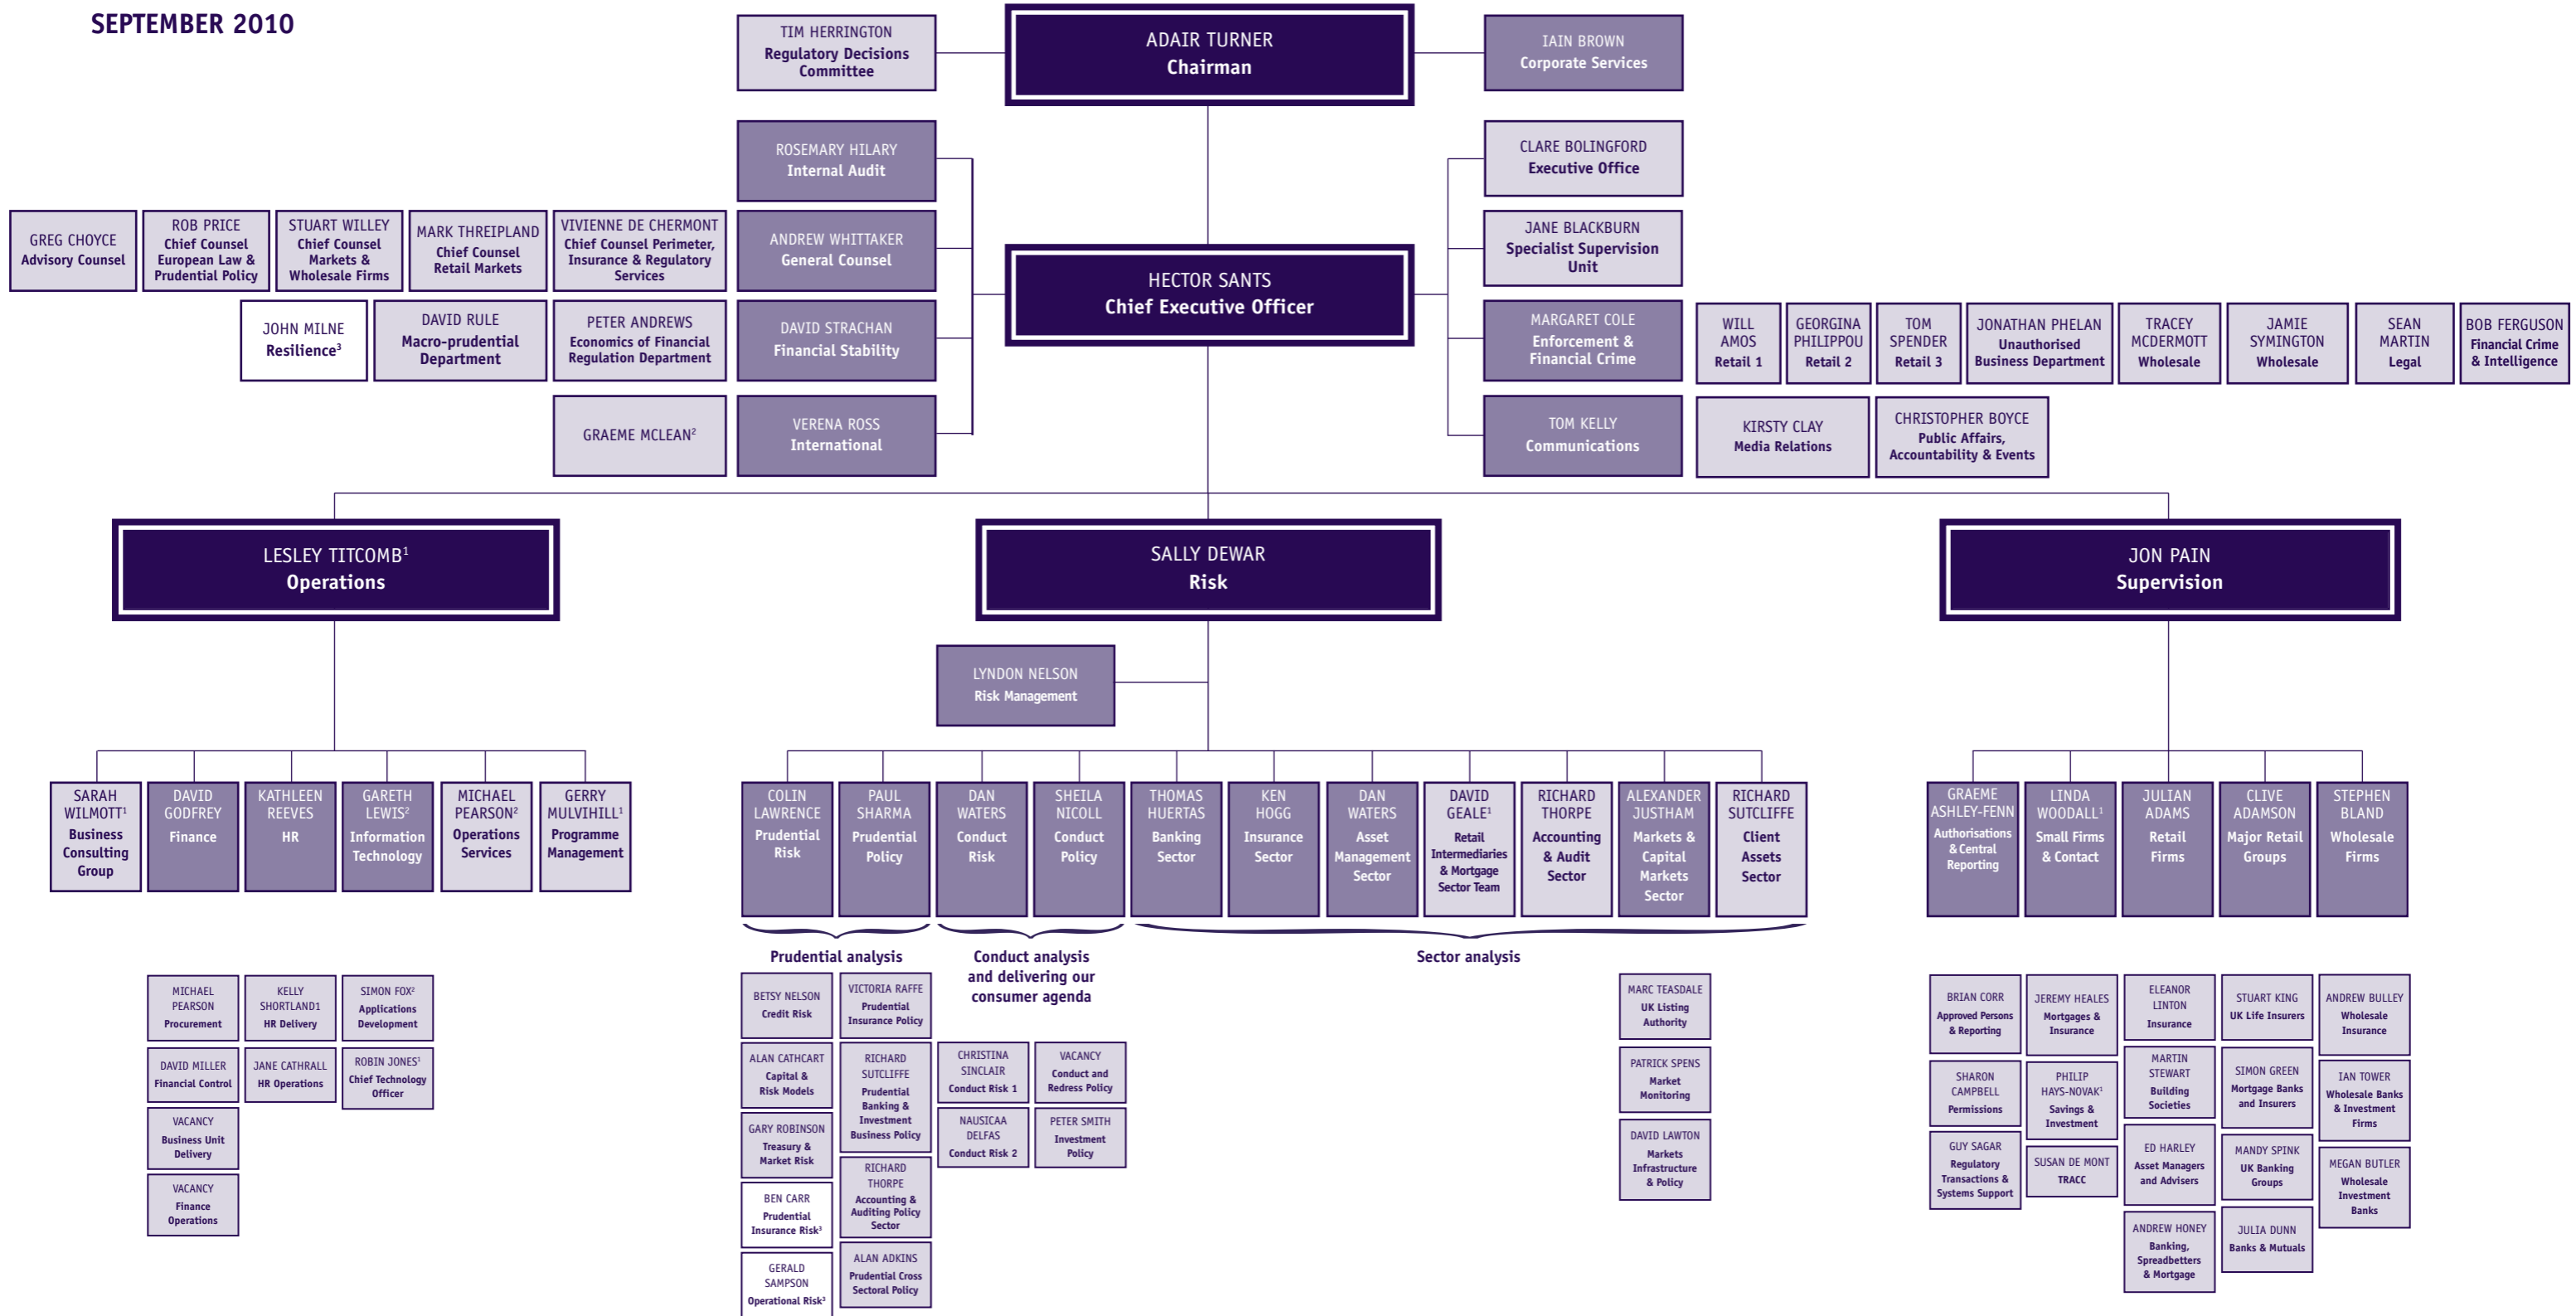 SEPTEMBER 2010
TIM HERRINGTON
Regulatory Decisions
Committee
ADAIR TURNER
Chairman
IAIN BROWN
Corporate Services
ROSEMARY HILARY
Internal Audit
CLARE BOLINGFORD
Executive Office
GREG CHOYCE
Advisory Counsel
ROB PRICE
Chief Counsel
European Law &
Prudential Policy
STUART WILLEY
Chief Counsel
Markets &
Wholesale Firms
MARK THREIPLAND
Chief Counsel
Retail Markets
VIVIENNE DE CHERMONT
Chief Counsel Perimeter,
Insurance & Regulatory
Services
ANDREW WHITTAKER
General Counsel
HECTOR SANTS
Chief Executive Officer
JANE BLACKBURN
Specialist Supervision
Unit
JOHN MILNE
Resilience³
DAVID RULE
Macro-prudential
Department
PETER ANDREWS
Economics of Financial
Regulation Department
DAVID STRACHAN
Financial Stability
MARGARET COLE
Enforcement &
Financial Crime
WILL
AMOS
Retail 1
GEORGINA
PHILIPPOU
Retail 2
TOM
SPENDER
Retail 3
JONATHAN PHELAN
Unauthorised
Business Department
TRACEY
MCDERMOTT
Wholesale
JAMIE
SYMINGTON
Wholesale
SEAN
MARTIN
Legal
BOB FERGUSON
Financial Crime
& Intelligence
GRAEME MCLEAN²
VERENA ROSS
International
TOM KELLY
Communications
KIRSTY CLAY
Media Relations
CHRISTOPHER BOYCE
Public Affairs,
Accountability & Events
LESLEY TITCOMB¹
Operations
SALLY DEWAR
Risk
JON PAIN
Supervision
LYNDON NELSON
Risk Management
SARAH
WILMOTT¹
Business
Consulting
Group
DAVID
GODFREY
Finance
KATHLEEN
REEVES
HR
GARETH
LEWIS²
Information
Technology
MICHAEL
PEARSON²
Operations
Services
GERRY
MULVIHILL¹
Programme
Management
COLIN
LAWRENCE
Prudential
Risk
PAUL
SHARMA
Prudential
Policy
DAN
WATERS
Conduct
Risk
SHEILA
NICOLL
Conduct
Policy
THOMAS
HUERTAS
Banking
Sector
KEN
HOGG
Insurance
Sector
DAN
WATERS
Asset
Management
Sector
DAVID
GEALE¹
Retail
Intermediaries
& Mortgage
Sector Team
RICHARD
THORPE
Accounting
& Audit
Sector
ALEXANDER
JUSTHAM
Markets &
Capital
Markets
Sector
RICHARD
SUTCLIFFE
Client
Assets
Sector
GRAEME
ASHLEY-FENN
Authorisations
& Central
Reporting
LINDA
WOODALL¹
Small Firms
& Contact
JULIAN
ADAMS
Retail
Firms
CLIVE
ADAMSON
Major Retail
Groups
STEPHEN
BLAND
Wholesale
Firms
Prudential analysis
Conduct analysis
and delivering our
consumer agenda
Sector analysis
MICHAEL
PEARSON
Procurement
DAVID MILLER
Financial Control
VACANCY
Business Unit
Delivery
VACANCY
Finance
Operations
KELLY
SHORTLAND1
HR Delivery
JANE CATHRALL
HR Operations
SIMON FOX²
Applications
Development
ROBIN JONES¹
Chief Technology
Officer
BETSY NELSON
Credit Risk
ALAN CATHCART
Capital &
Risk Models
GARY ROBINSON
Treasury &
Market Risk
BEN CARR
Prudential
Insurance Risk³
GERALD
SAMPSON
Operational Risk³
VICTORIA RAFFE
Prudential
Insurance Policy
RICHARD
SUTCLIFFE
Prudential
Banking &
Investment
Business Policy
RICHARD
THORPE
Accounting &
Auditing Policy
Sector
ALAN ADKINS
Prudential Cross
Sectoral Policy
CHRISTINA
SINCLAIR
Conduct Risk 1
NAUSICAA
DELFAS
Conduct Risk 2
VACANCY
Conduct and
Redress Policy
PETER SMITH
Investment
Policy
MARC TEASDALE
UK Listing
Authority
PATRICK SPENS
Market
Monitoring
DAVID LAWTON
Markets
Infrastructure
& Policy
BRIAN CORR
Approved Persons
& Reporting
SHARON
CAMPBELL
Permissions
GUY SAGAR
Regulatory
Transactions &
Systems Support
JEREMY HEALES
Mortgages &
Insurance
PHILIP
HAYS-NOVAK¹
Savings &
Investment
SUSAN DE MONT
TRACC
ELEANOR
LINTON
Insurance
MARTIN
STEWART
Building
Societies
ED HARLEY
Asset Managers
and Advisers
ANDREW HONEY
Banking,
Spreadbetters
& Mortgage
STUART KING
UK Life Insurers
SIMON GREEN
Mortgage Banks
and Insurers
MANDY SPINK
UK Banking
Groups
JULIA DUNN
Banks & Mutuals
ANDREW BULLEY
Wholesale
Insurance
IAN TOWER
Wholesale Banks
& Investment
Firms
MEGAN BUTLER
Wholesale
Investment
Banks